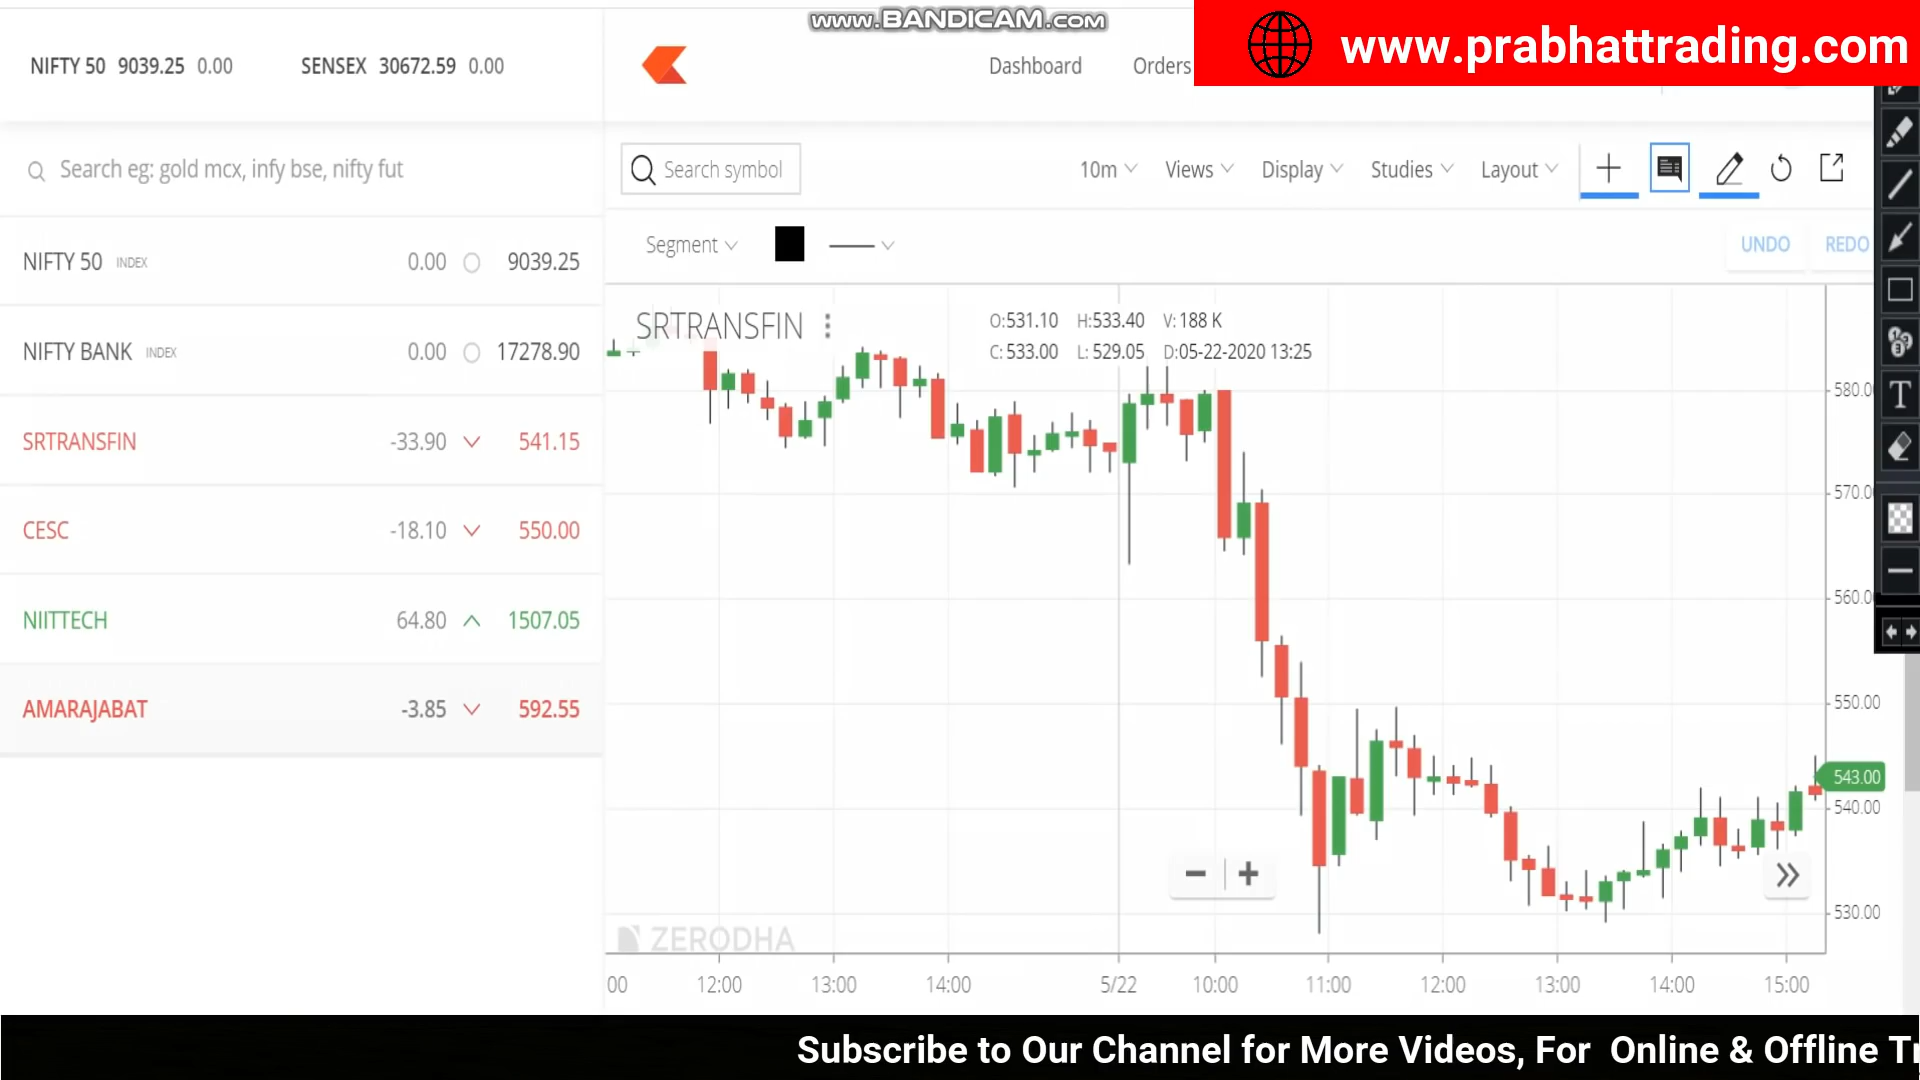 www.BANDICAM.com
www.prabhattrading.com
NIFTY 50 9039.25 0.00 SENSEX 30672.59 0.00
Dashboard Orders
Search eg: gold mcx, infy bse, nifty fut
Search symbol
10m Views Display Studies Layout
Segment
UNDO REDO
NIFTY 50 INDEX 0.00 9039.25
NIFTY BANK INDEX 0.00 17278.90
SRTRANSFIN -33.90 541.15
CESC -18.10 550.00
NIITTECH 64.80 1507.05
AMARAJABAT -3.85 592.55
SRTRANSFIN
O:531.10 H:533.40 V:188 K
C:533.00 L:529.05 D:05-22-2020 13:25
580.0
570.0
560.0
550.00
543.00
540.00
530.00
ZERODHA
00 12:00 13:00 14:00 5/22 10:00 11:00 12:00 13:00 14:00 15:00
T
Subscribe to Our Channel for More Videos, For Online & Offline Tr